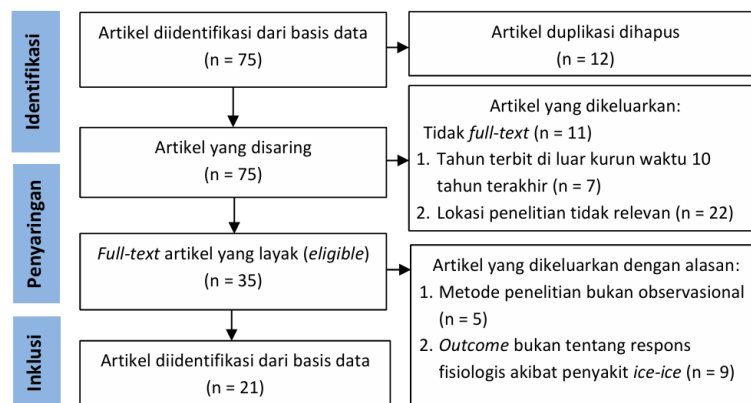 Identifikasi
Artikel diidentifikasi dari basis data
(n = 75)
Artikel duplikasi dihapus
(n = 12)
Artikel yang disaring
(n = 75)
Artikel yang dikeluarkan:
Tidak full-text (n = 11)
1. Tahun terbit di luar kurun waktu 10
tahun terakhir (n = 7)
2. Lokasi penelitian tidak relevan (n = 22)
Penyaringan
Full-text artikel yang layak (eligible)
(n = 35)
Artikel yang dikeluarkan dengan alasan:
1. Metode penelitian bukan observasional
(n = 5)
2. Outcome bukan tentang respons
fisiologis akibat penyakit ice-ice (n = 9)
Inklusi
Artikel diidentifikasi dari basis data
n = 21)